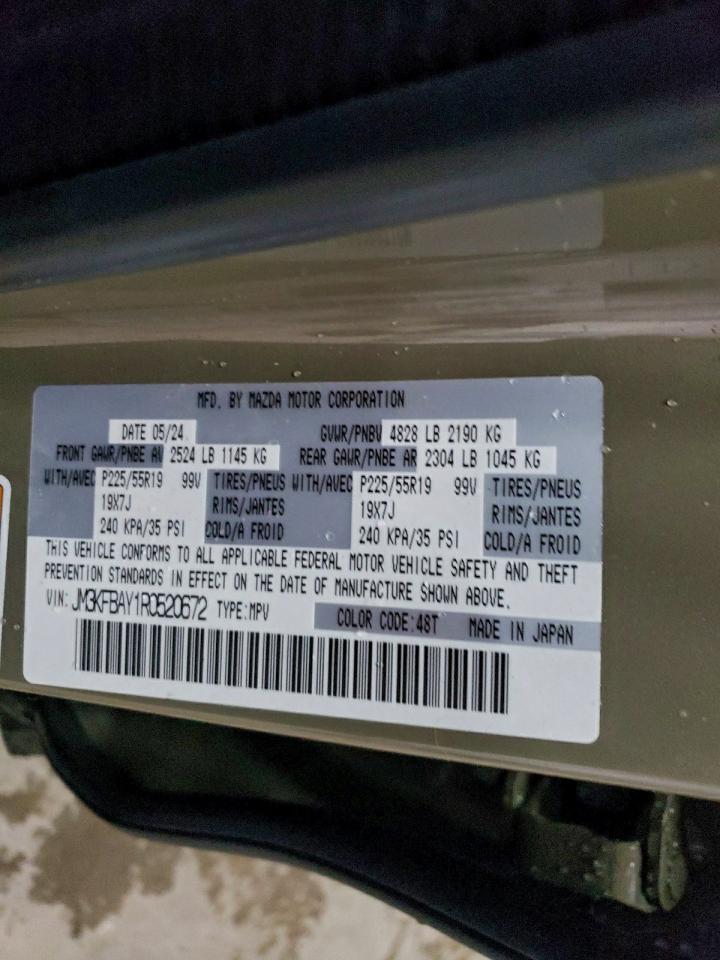 MFD. BY MAZDA MOTOR CORPORATION
DATE 05/24 GVWR/PNBV 4828 LB 2190 KG
FRONT GAWR/PNBE AV 2524 LB 1145 KG REAR GAWR/PNBE AR 2304 LB 1045 KG
WITH/AVEC P225/55R19 99V TIRES/PNEUS WITH/AVEC P225/55R19 99V TIRES/PNEUS
19X7J RIMS/JANTES 19X7J RIMS/JANTES
240 KPA/35 PSI COLD/A FROID 240 KPA/35 PSI COLD/A FROID
THIS VEHICLE CONFORMS TO ALL APPLICABLE FEDERAL MOTOR VEHICLE SAFETY AND THEFT
PREVENTION STANDARDS IN EFFECT ON THE DATE OF MANUFACTURE SHOWN ABOVE.
VIN: JM3KFBAY1R0520672 TYPE:MPV COLOR CODE:48T MADE IN JAPAN